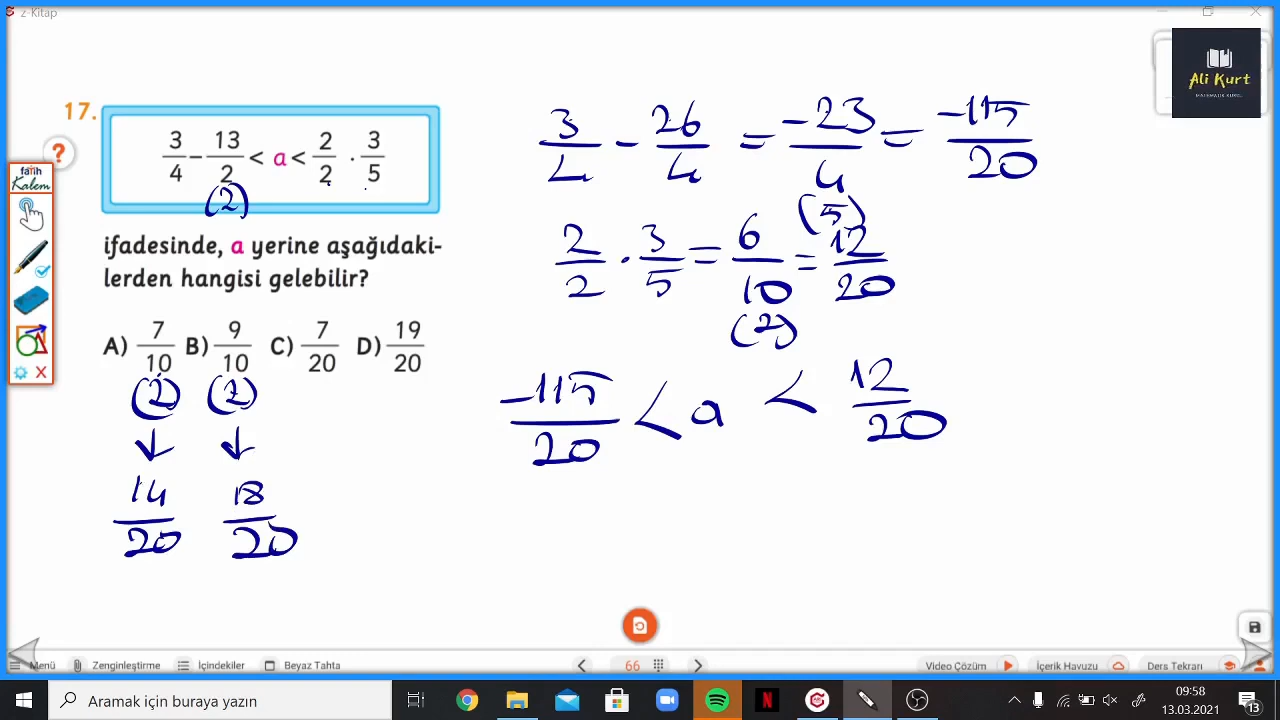 z-Kitap
Ali Kurt
17.
3/4 - 13/2 < a < 2/2 . 3/5
(2)
ifadesinde, a yerine aşağıdaki-
lerden hangisi gelebilir?
A) 7/10 B) 9/10 C) 7/20 D) 19/20
(2) (2)
14/20 18/20
3/4 - 26/4 = -23/4 = -115/20
(5)
2/2 . 3/5 = 6/10 = 12/20
(2)
-115/20 < a < 12/20
fatih
Kalem
Menü Zenginleştirme İçindekiler Beyaz Tahta 66 Video Çözüm İçerik Havuzu Ders Tekrarı
Aramak için buraya yazın
09:58
13.03.2021
13